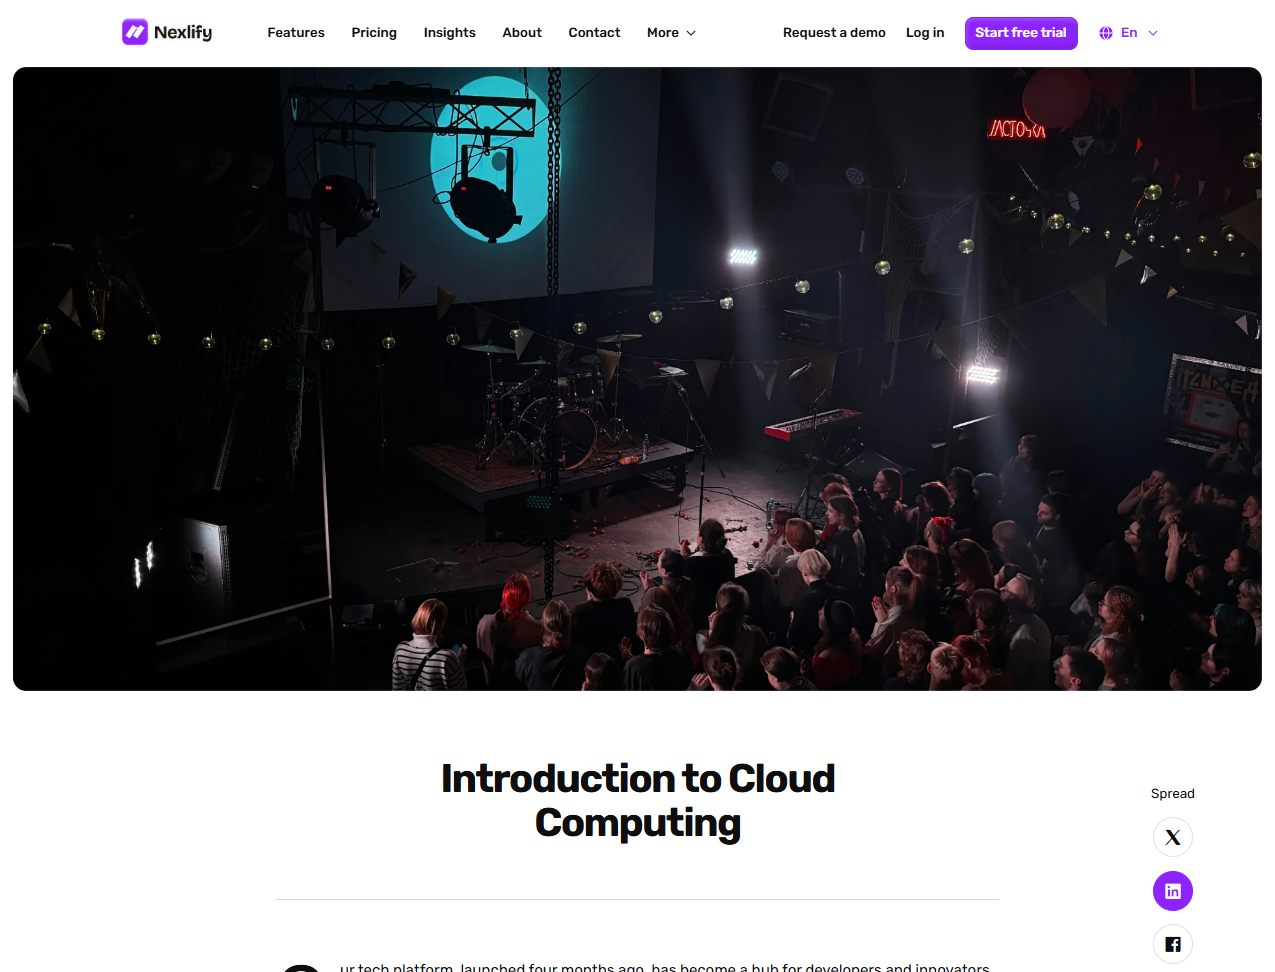 Nexlify
Features Pricing Insights About Contact More Request a demo Log in Start free trial En
Introduction to Cloud
Computing
Spread
ur tech platform, launched four months ago, has become a hub for developers and innovators